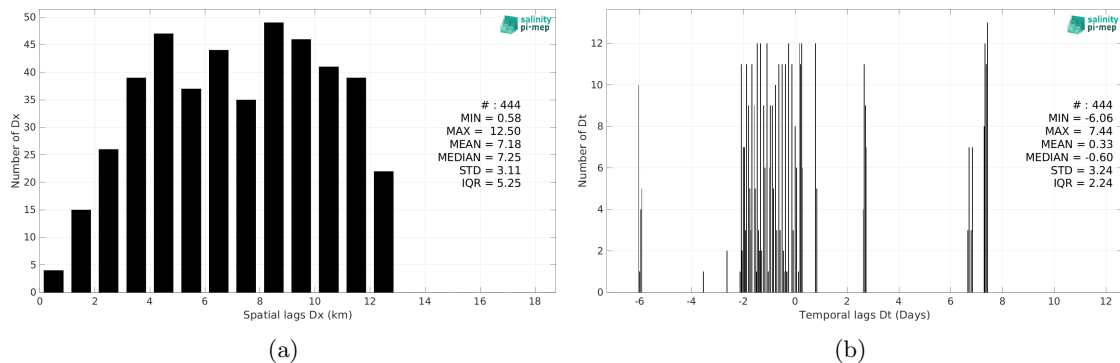 50
45
40
35
30
25
20
15
10
5
0
Number of Dx
0 2 4 6 8 10 12 14 16 18
Spatial lags Dx (km)
salinity
pi-mep
# : 444
MIN = 0.58
MAX = 12.50
MEAN = 7.18
MEDIAN = 7.25
STD = 3.11
IQR = 5.25
(a)
12
10
8
6
4
2
0
Number of Dt
-6 -4 -2 0 2 4 6 8 10 12
Temporal lags Dt (Days)
salinity
pi-mep
# : 444
MIN = -6.06
MAX = 7.44
MEAN = 0.33
MEDIAN = -0.60
STD = 3.24
IQR = 2.24
(b)